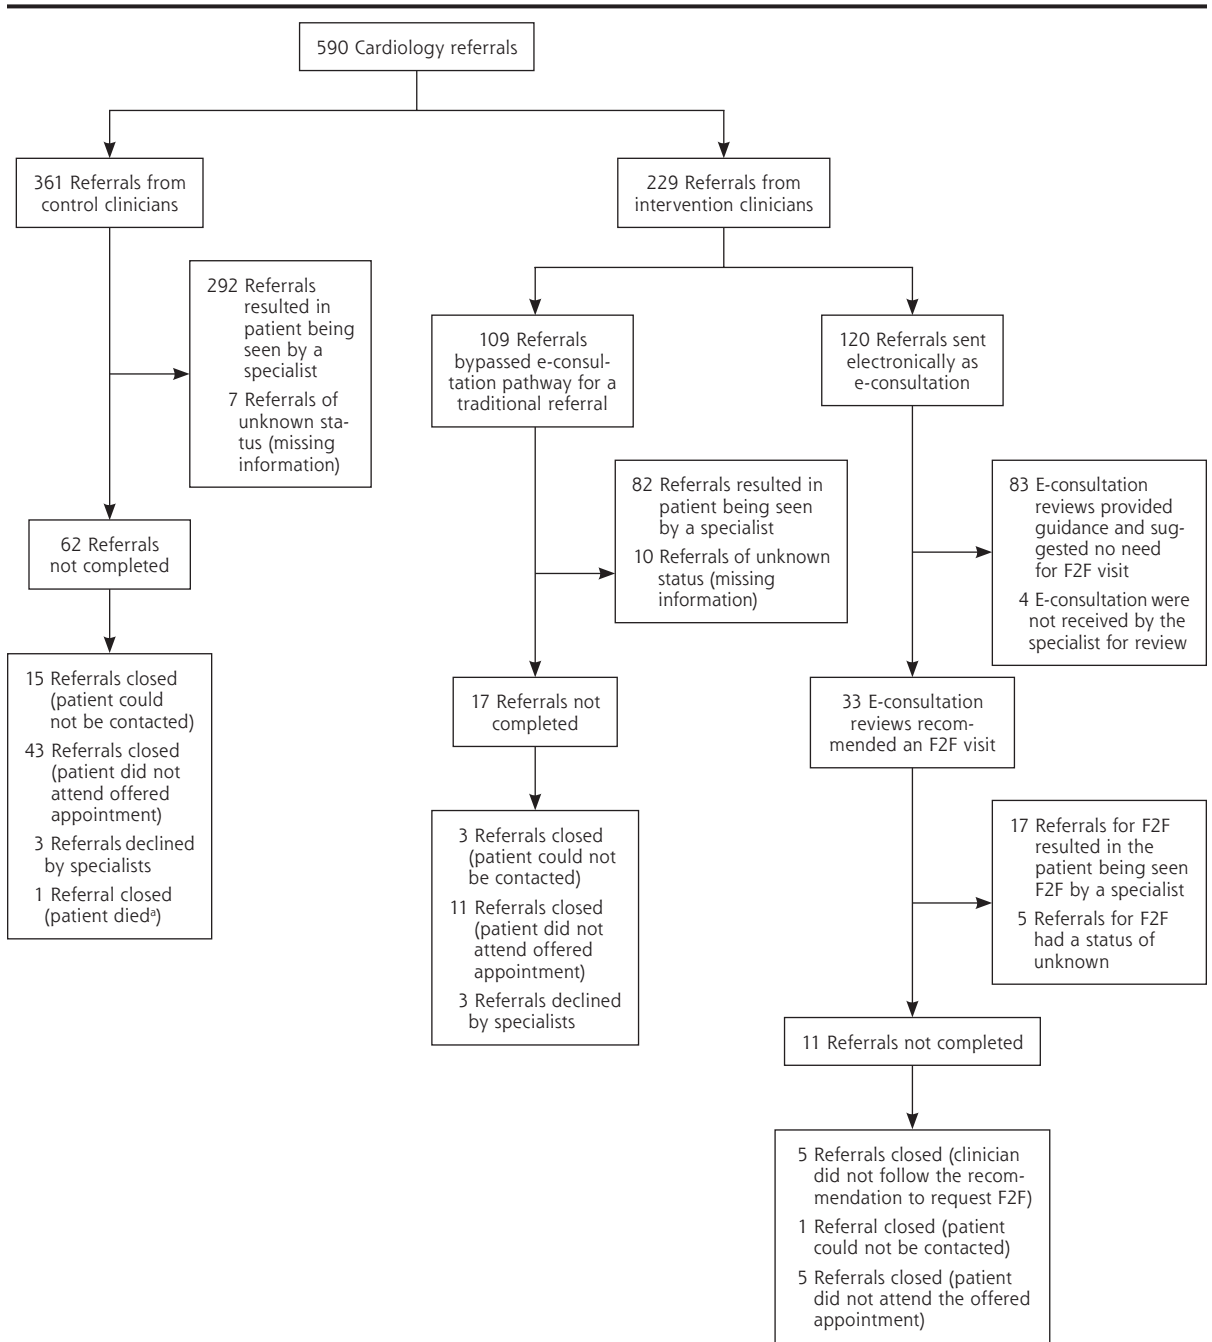 590 Cardiology referrals
361 Referrals from
control clinicians
229 Referrals from
intervention clinicians
292 Referrals
resulted in
patient being
seen by a
specialist
7 Referrals of
unknown sta-
tus (missing
information)
109 Referrals
bypassed e-consul-
tation pathway for a
traditional referral
120 Referrals sent
electronically as
e-consultation
82 Referrals resulted in
patient being seen
by a specialist
10 Referrals of unknown
status (missing
information)
83 E-consultation
reviews provided
guidance and sug-
gested no need
for F2F visit
4 E-consultation were
not received by the
specialist for review
62 Referrals
not completed
15 Referrals closed
(patient could
not be contacted)
43 Referrals closed
(patient did not
attend offered
appointment)
3 Referrals declined
by specialists
1 Referral closed
(patient diedᵃ)
17 Referrals not
completed
33 E-consultation
reviews recom-
mended an F2F visit
3 Referrals closed
(patient could not
be contacted)
11 Referrals closed
(patient did not
attend offered
appointment)
3 Referrals declined
by specialists
17 Referrals for F2F
resulted in the
patient being seen
F2F by a specialist
5 Referrals for F2F
had a status of
unknown
11 Referrals not completed
5 Referrals closed (clinician
did not follow the recom-
mendation to request F2F)
1 Referral closed (patient
could not be contacted)
5 Referrals closed (patient
did not attend the offered
appointment)